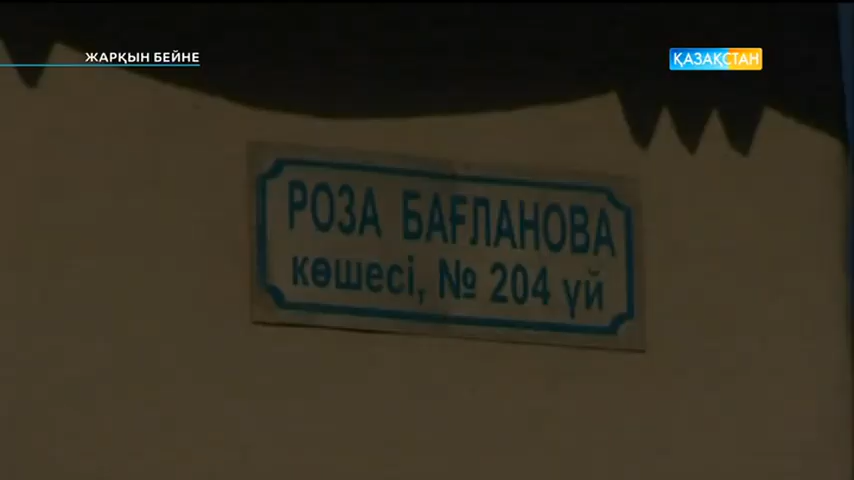 ЖАРҚЫН БЕЙНЕ
ҚАЗАҚСТАН
РОЗА БАҒЛАНОВА
көшесі, № 204 үй